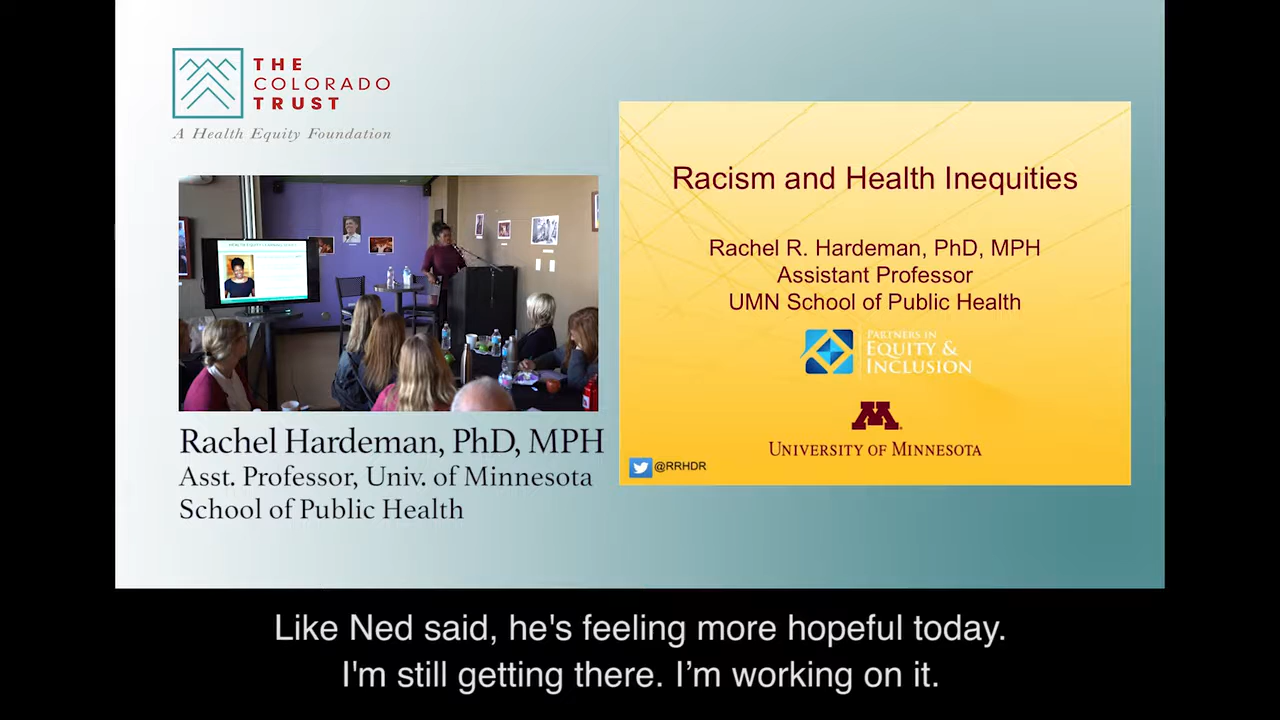 THE
COLORADO
TRUST
A Health Equity Foundation
Rachel Hardeman, PhD, MPH
Asst. Professor, Univ. of Minnesota
School of Public Health
Racism and Health Inequities
Rachel R. Hardeman, PhD, MPH
Assistant Professor
UMN School of Public Health
PARTNERS IN
EQUITY &
INCLUSION
M
UNIVERSITY OF MINNESOTA
@RRHDR
Like Ned said, he's feeling more hopeful today.
I'm still getting there. I’m working on it.